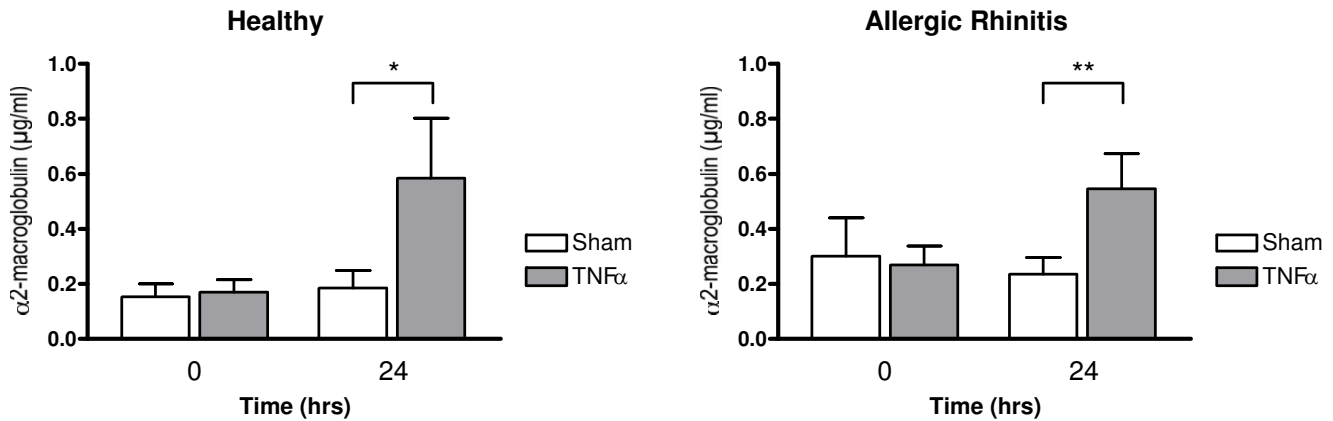 Healthy
α2-macroglobulin (µg/ml)
1.0
0.8
0.6
0.4
0.2
0.0
*
0
24
Time (hrs)
Sham
TNFα
Allergic Rhinitis
α2-macroglobulin (µg/ml)
1.0
0.8
0.6
0.4
0.2
0.0
**
0
24
Time (hrs)
Sham
TNFα